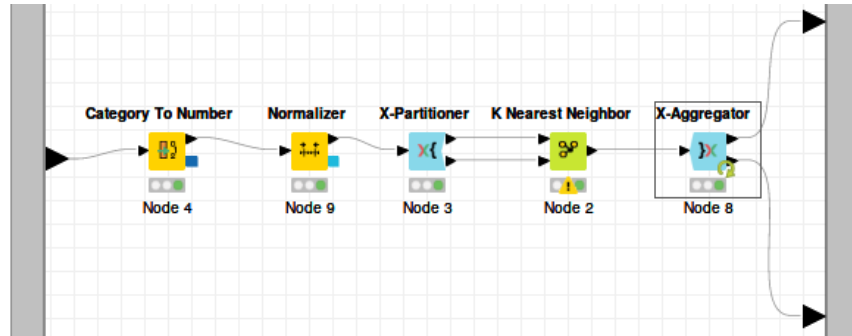 Category To Number Normalizer X-Partitioner K Nearest Neighbor X-Aggregator
Node 4 Node 9 Node 3 Node 2 Node 8